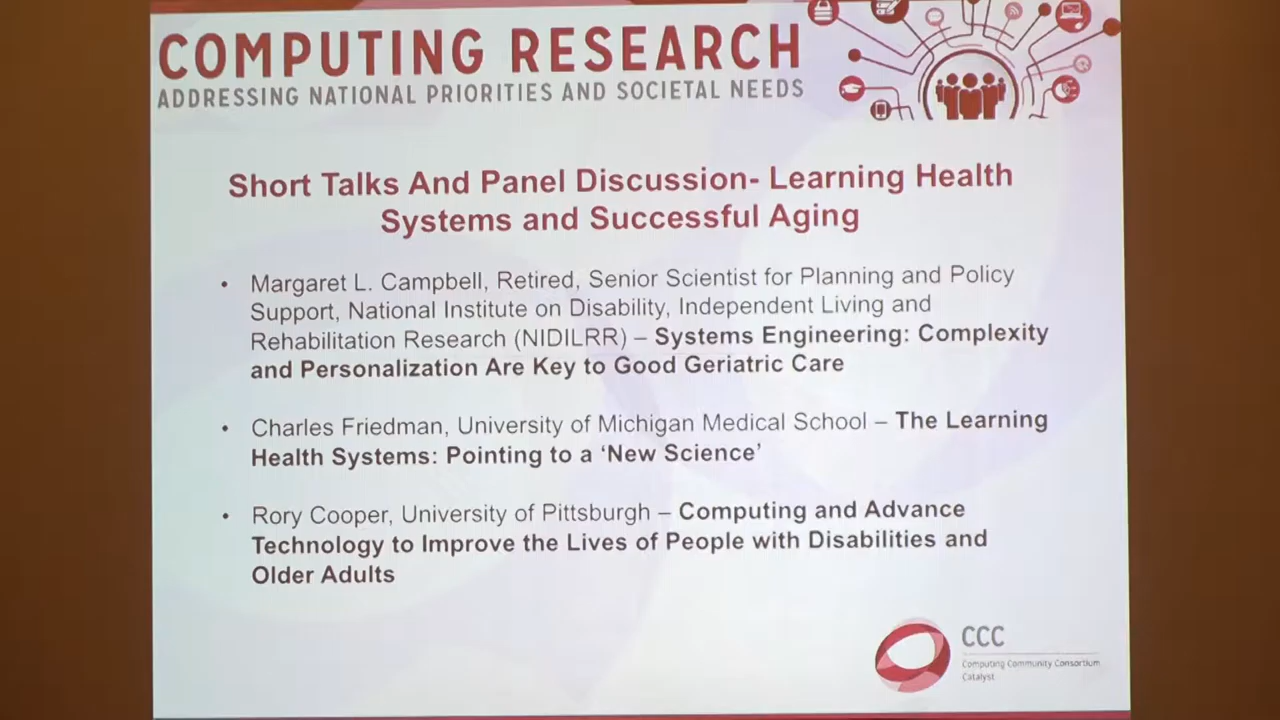 COMPUTING RESEARCH
ADDRESSING NATIONAL PRIORITIES AND SOCIETAL NEEDS
Short Talks And Panel Discussion- Learning Health
Systems and Successful Aging
• Margaret L. Campbell, Retired, Senior Scientist for Planning and Policy
Support, National Institute on Disability, Independent Living and
Rehabilitation Research (NIDILRR) – Systems Engineering: Complexity
and Personalization Are Key to Good Geriatric Care
• Charles Friedman, University of Michigan Medical School – The Learning
Health Systems: Pointing to a ‘New Science’
• Rory Cooper, University of Pittsburgh – Computing and Advance
Technology to Improve the Lives of People with Disabilities and
Older Adults
CCC
Computing Community Consortium
Catalyst